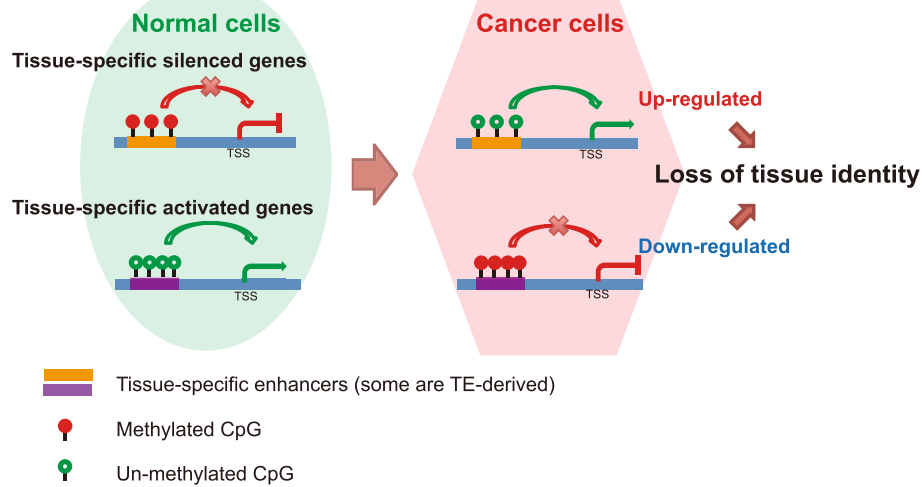 Normal cells
Cancer cells
Tissue-specific silenced genes
TSS
TSS
Up-regulated
Loss of tissue identity
Tissue-specific activated genes
TSS
TSS
Down-regulated
Tissue-specific enhancers (some are TE-derived)
Methylated CpG
Un-methylated CpG